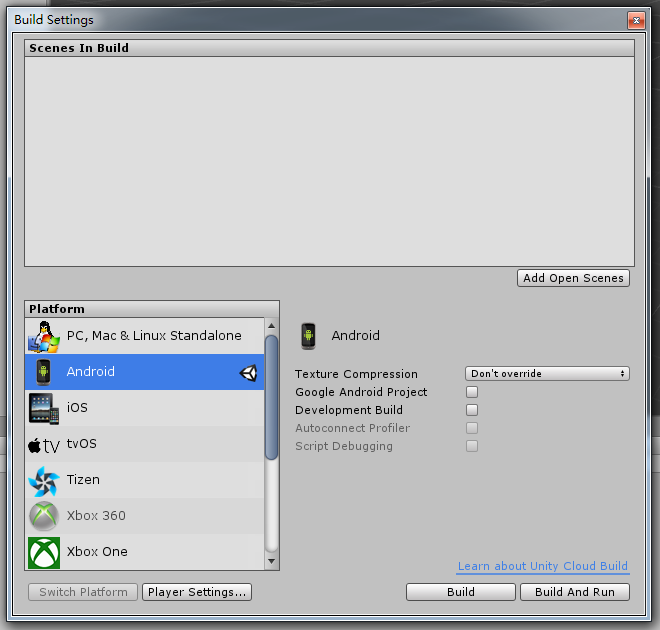 Build Settings
Scenes In Build
Add Open Scenes
Platform
PC, Mac & Linux Standalone
Android
iOS
tv
tvOS
Tizen
Xbox 360
Xbox One
Android
Texture Compression Don't override
Google Android Project
Development Build
Autoconnect Profiler
Script Debugging
Learn about Unity Cloud Build
Switch Platform Player Settings... Build Build And Run